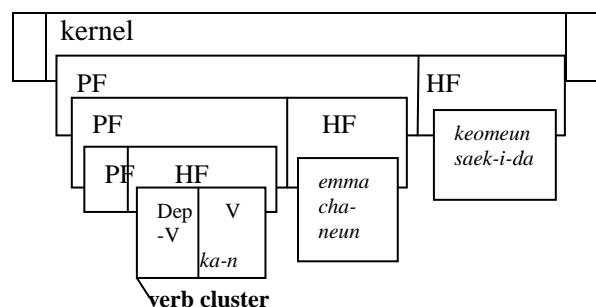 kernel
PF HF
PF HF
PF HF
keomeun
saek-i-da
emma
cha-
neun
Dep
-V
V
ka-n
verb cluster